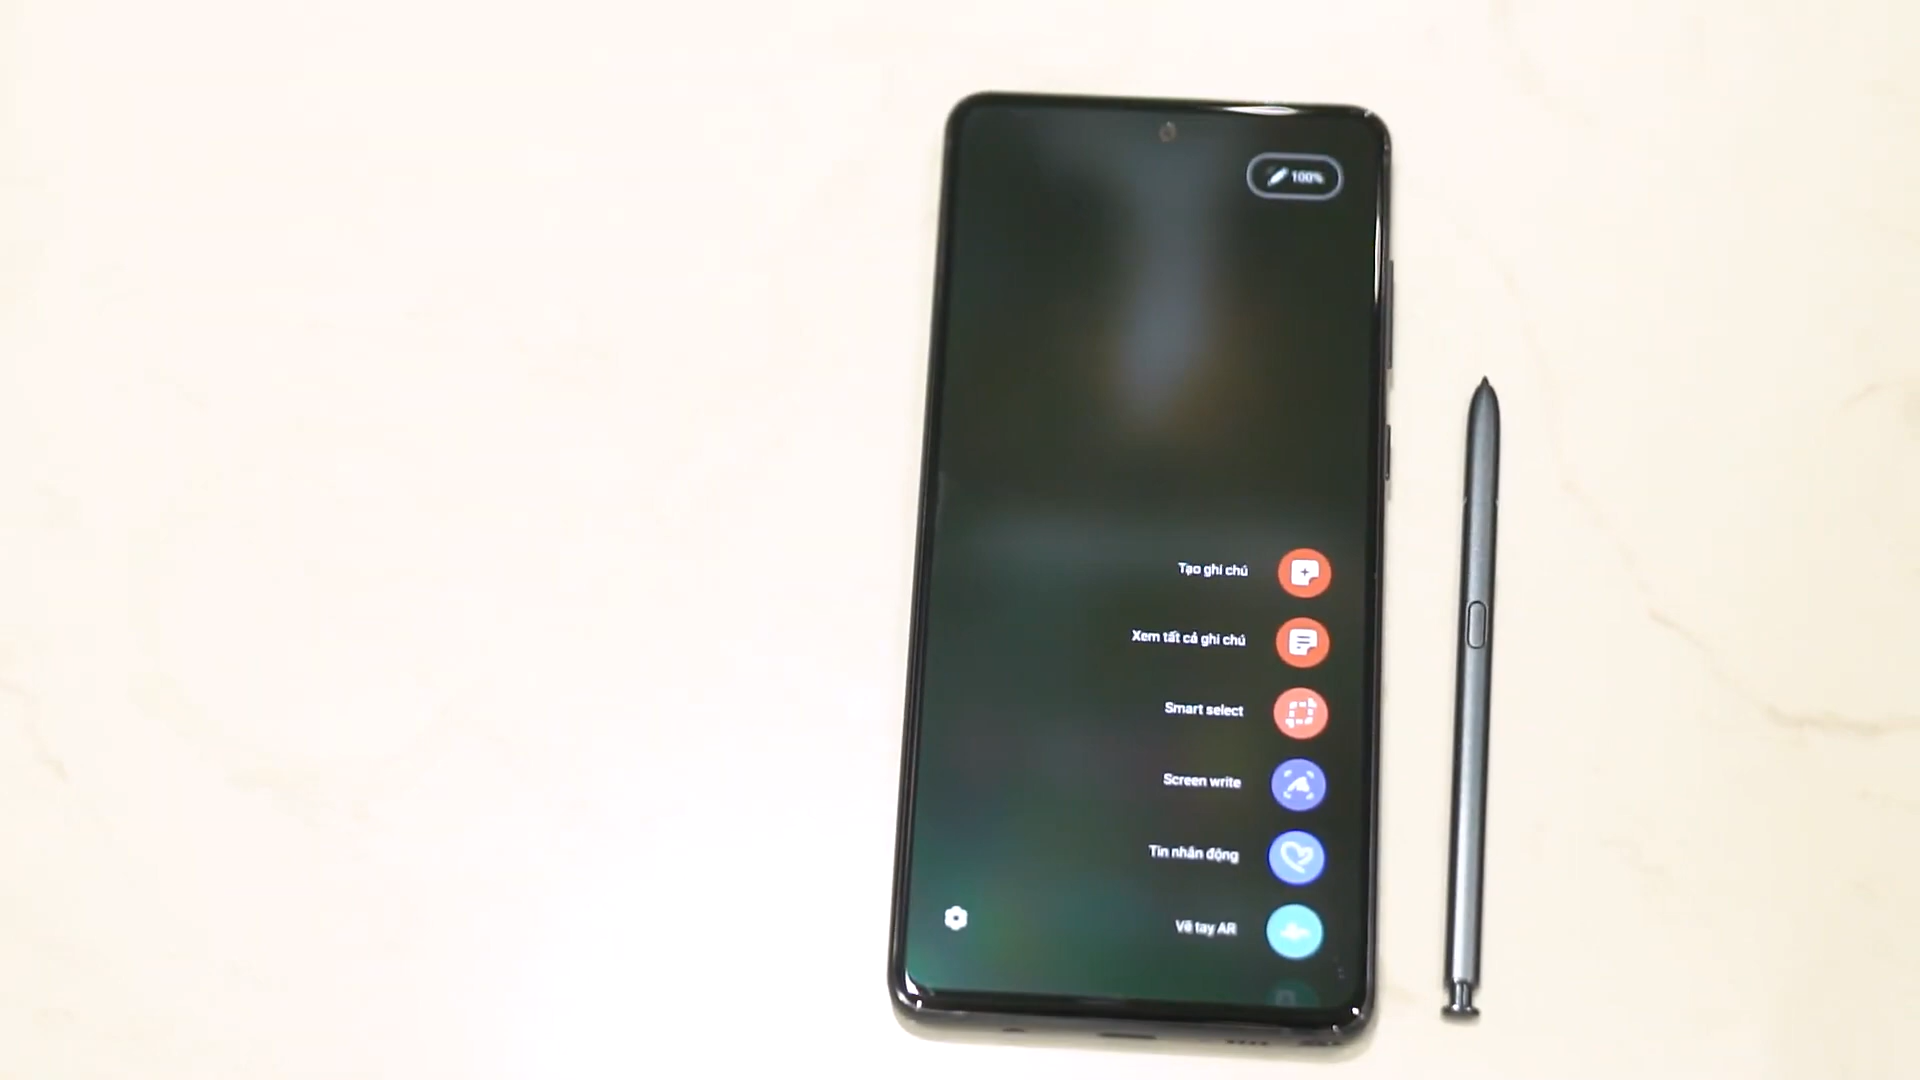 100%
Tạo ghi chú
Xem tất cả ghi chú
Smart select
Screen write
Tin nhắn động
Vẽ tay AR